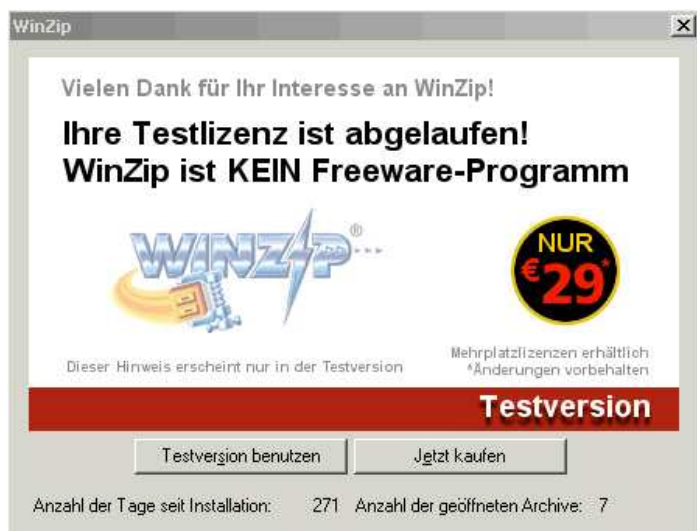 WinZip
Vielen Dank für Ihr Interesse an WinZip!
Ihre Testlizenz ist abgelaufen!
WinZip ist KEIN Freeware-Programm
WINZIP®
NUR
€29*
Dieser Hinweis erscheint nur in der Testversion
Mehrplatzlizenzen erhältlich
*Änderungen vorbehalten
Testversion
Testversion benutzen
Jetzt kaufen
Anzahl der Tage seit Installation: 271 Anzahl der geöffneten Archive: 7